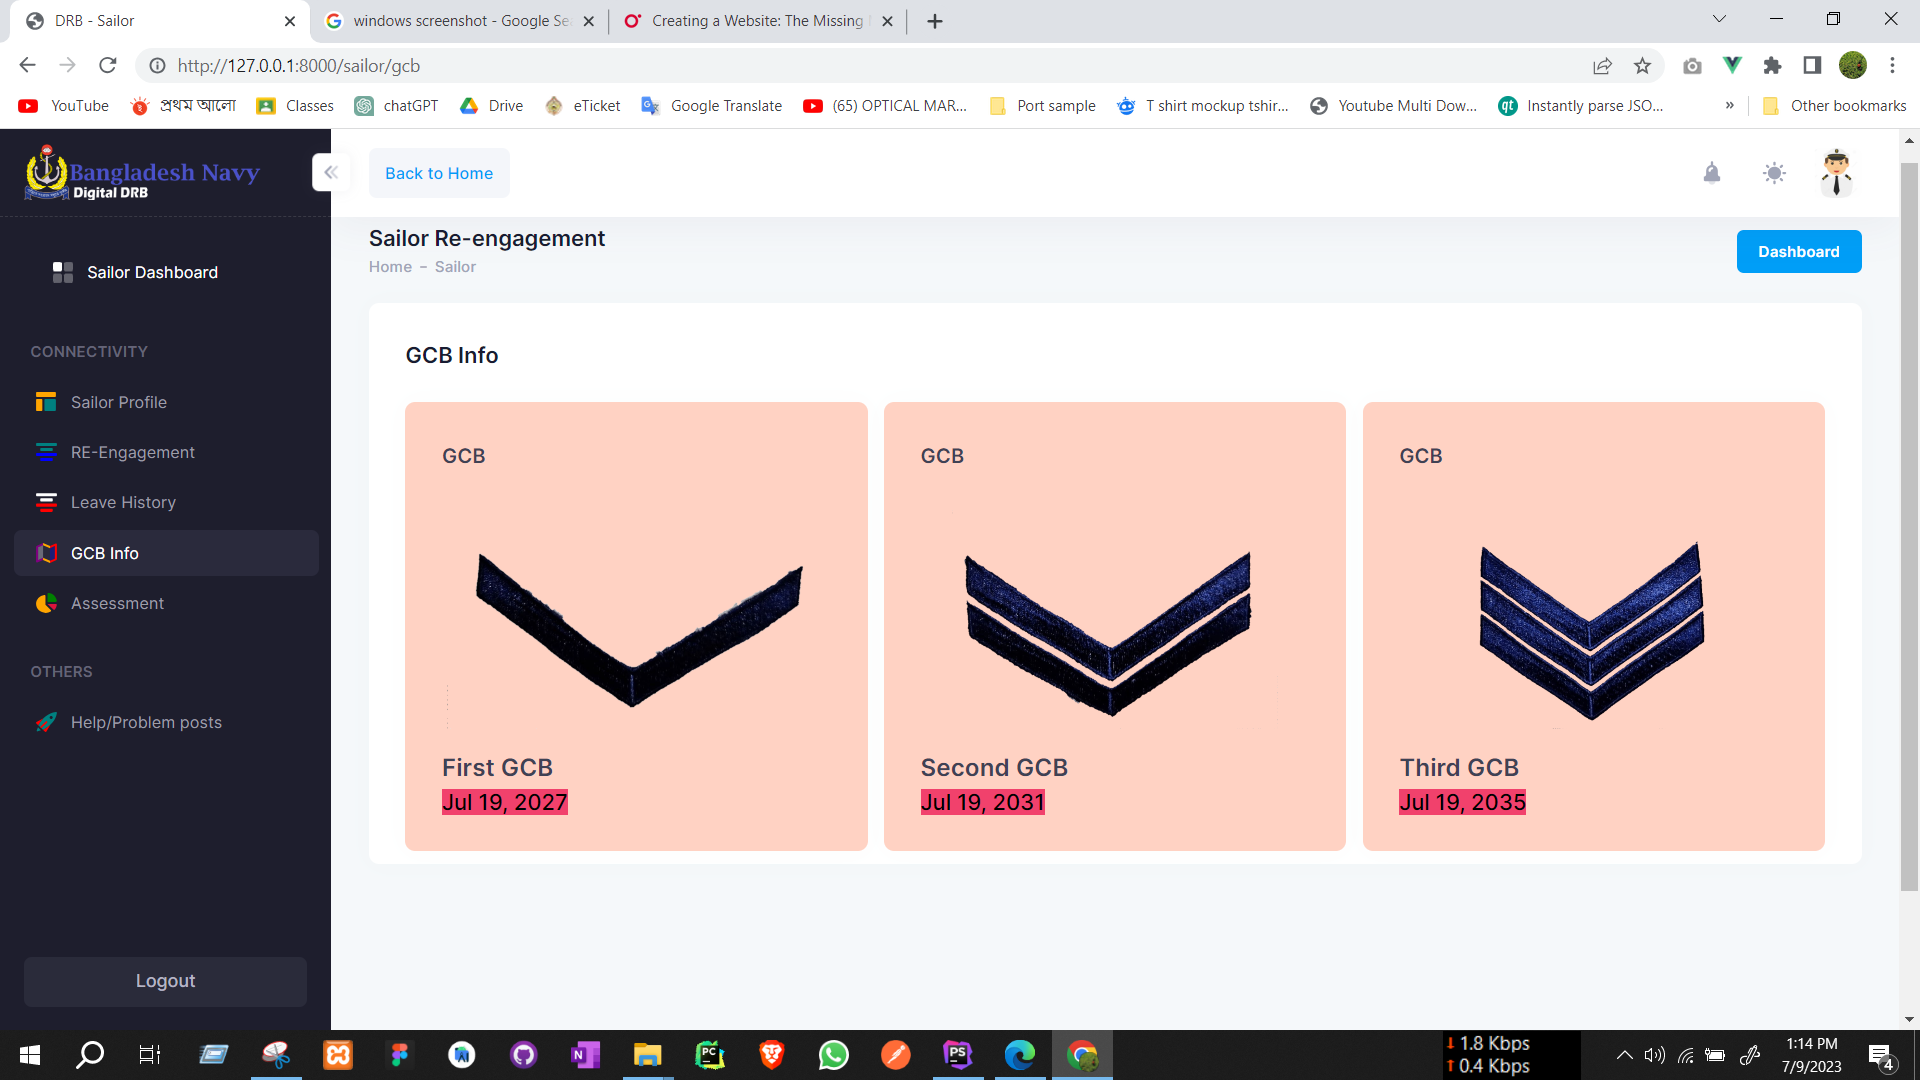 DRB - Sailor
windows screenshot - Google Se
Creating a Website: The Missing
http://127.0.0.1:8000/sailor/gcb
YouTube
প্রথম আলো
Classes
chatGPT
Drive
eTicket
Google Translate
(65) OPTICAL MAR...
Port sample
T shirt mockup tshir...
Youtube Multi Dow...
qt
Instantly parse JSO...
»
Other bookmarks
Bangladesh Navy
Digital DRB
Back to Home
Sailor Re-engagement
Home – Sailor
Dashboard
Sailor Dashboard
CONNECTIVITY
Sailor Profile
RE-Engagement
Leave History
GCB Info
Assessment
OTHERS
Help/Problem posts
Logout
GCB Info
GCB
First GCB
Jul 19, 2027
GCB
Second GCB
Jul 19, 2031
GCB
Third GCB
Jul 19, 2035
N
PC
PS
1.8 Kbps
0.4 Kbps
1:14 PM
7/9/2023
4